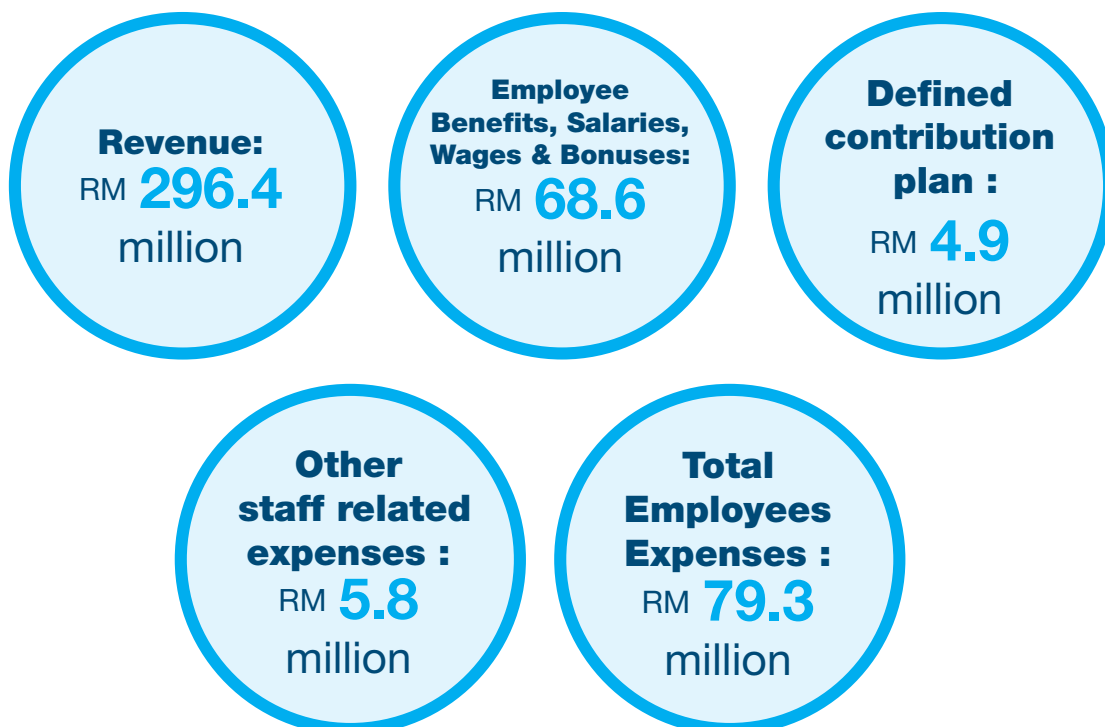 Revenue:
RM 296.4
million
Employee
Benefits, Salaries,
Wages & Bonuses:
RM 68.6
million
Defined
contribution
plan :
RM 4.9
million
Other
staff related
expenses :
RM 5.8
million
Total
Employees
Expenses :
RM 79.3
million